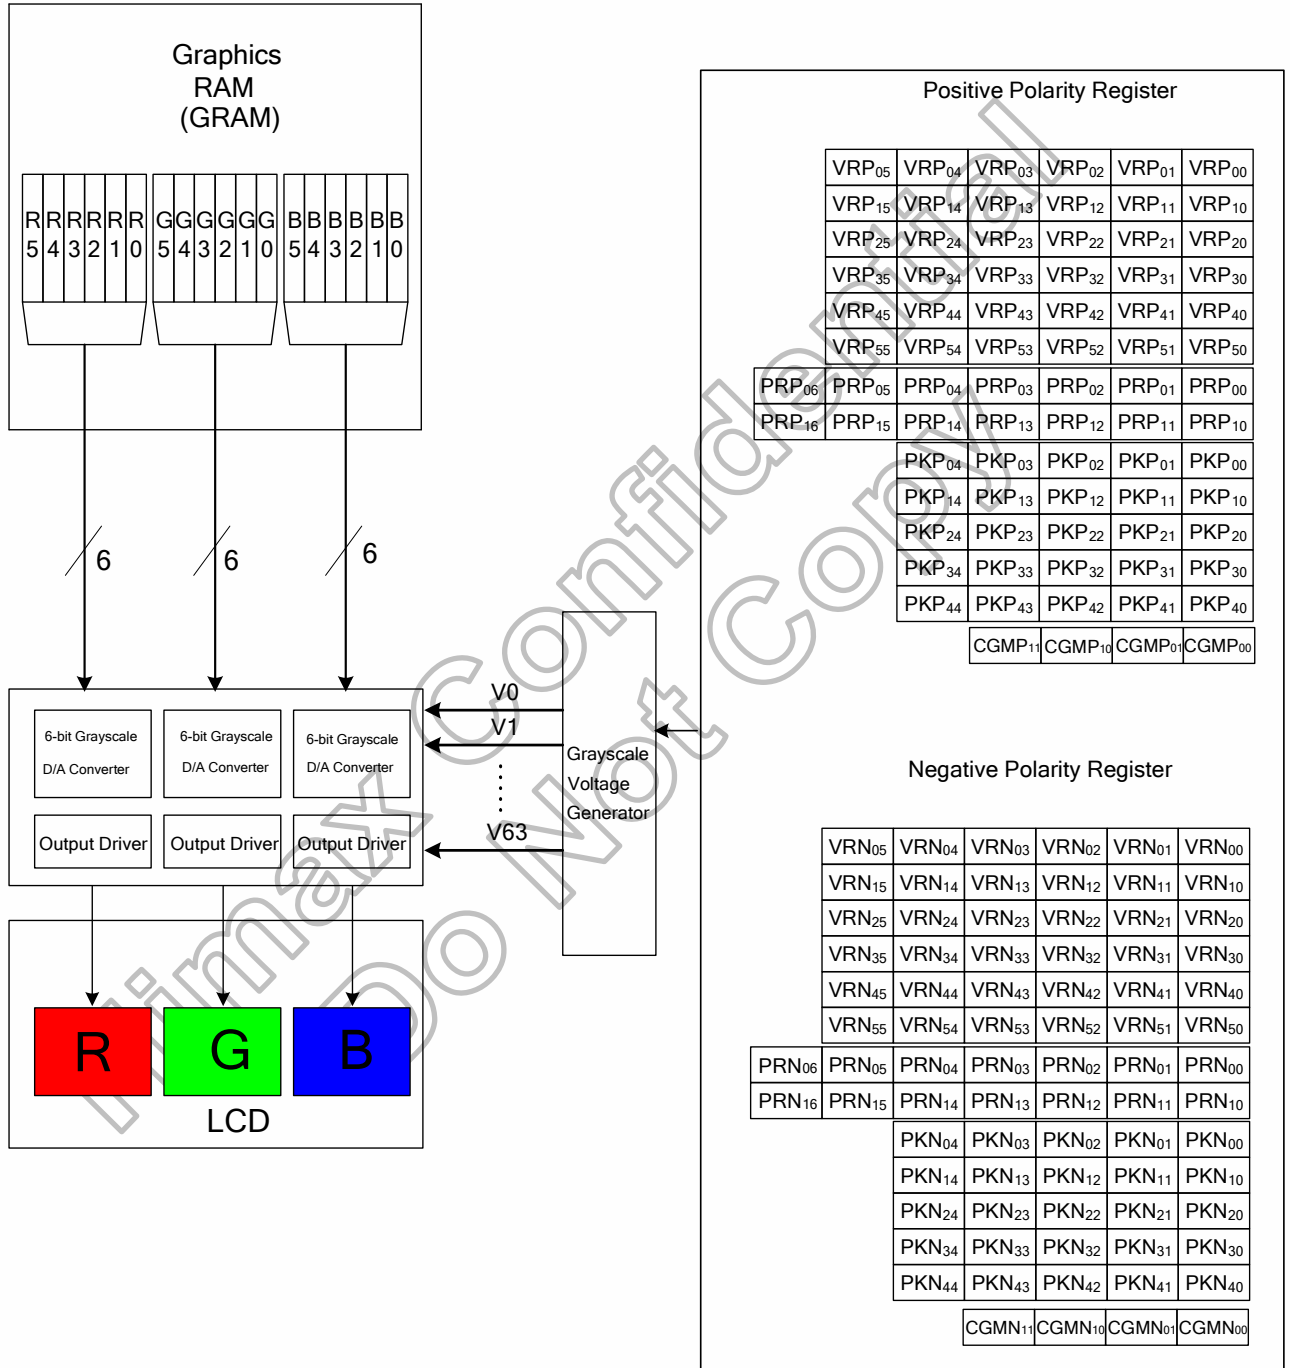 Graphics
RAM
(GRAM)
R5 R4 R3 R2 R1 R0 G5 G4 G3 G2 G1 G0 B5 B4 B3 B2 B1 B0
6 6 6
6-bit Grayscale D/A Converter
6-bit Grayscale D/A Converter
6-bit Grayscale D/A Converter
Output Driver Output Driver Output Driver
V0
V1
V63
Grayscale
Voltage
Generator
R G B
LCD
Positive Polarity Register
VRP05 VRP04 VRP03 VRP02 VRP01 VRP00
VRP15 VRP14 VRP13 VRP12 VRP11 VRP10
VRP25 VRP24 VRP23 VRP22 VRP21 VRP20
VRP35 VRP34 VRP33 VRP32 VRP31 VRP30
VRP45 VRP44 VRP43 VRP42 VRP41 VRP40
VRP55 VRP54 VRP53 VRP52 VRP51 VRP50
PRP06 PRP05 PRP04 PRP03 PRP02 PRP01 PRP00
PRP16 PRP15 PRP14 PRP13 PRP12 PRP11 PRP10
PKP04 PKP03 PKP02 PKP01 PKP00
PKP14 PKP13 PKP12 PKP11 PKP10
PKP24 PKP23 PKP22 PKP21 PKP20
PKP34 PKP33 PKP32 PKP31 PKP30
PKP44 PKP43 PKP42 PKP41 PKP40
CGMP11 CGMP10 CGMP01 CGMP00
Negative Polarity Register
VRN05 VRN04 VRN03 VRN02 VRN01 VRN00
VRN15 VRN14 VRN13 VRN12 VRN11 VRN10
VRN25 VRN24 VRN23 VRN22 VRN21 VRN20
VRN35 VRN34 VRN33 VRN32 VRN31 VRN30
VRN45 VRN44 VRN43 VRN42 VRN41 VRN40
VRN55 VRN54 VRN53 VRN52 VRN51 VRN50
PRN06 PRN05 PRN04 PRN03 PRN02 PRN01 PRN00
PRN16 PRN15 PRN14 PRN13 PRN12 PRN11 PRN10
PKN04 PKN03 PKN02 PKN01 PKN00
PKN14 PKN13 PKN12 PKN11 PKN10
PKN24 PKN23 PKN22 PKN21 PKN20
PKN34 PKN33 PKN32 PKN31 PKN30
PKN44 PKN43 PKN42 PKN41 PKN40
CGMN11 CGMN10 CGMN01 CGMN00
Himax Confidential
Do Not Copy